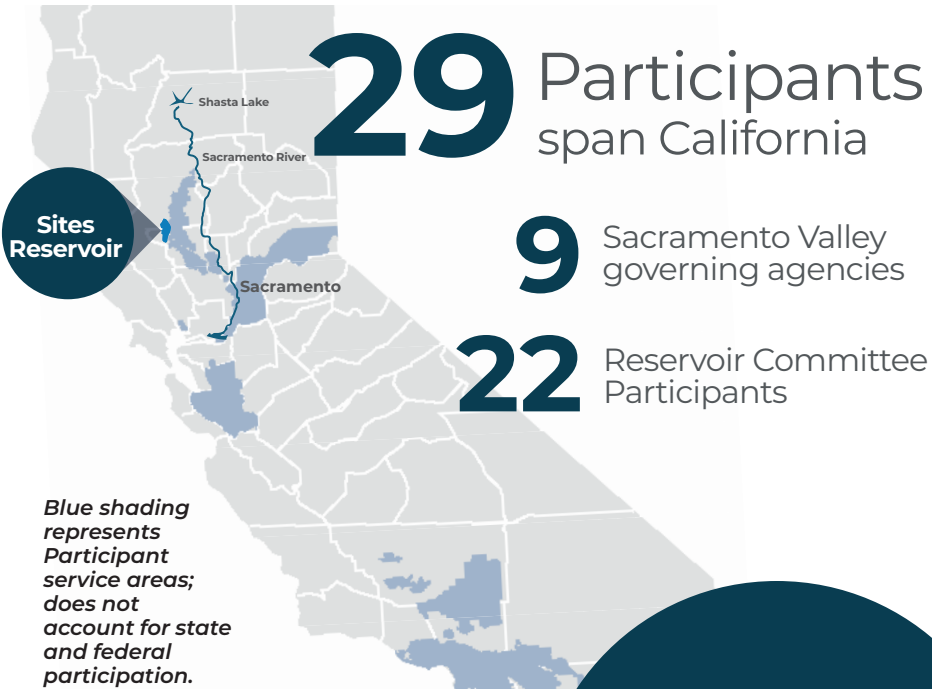 29
Participants
span California
Shasta Lake
Sacramento River
Sites
Reservoir
9
Sacramento Valley
governing agencies
Sacramento
22
Reservoir Committee
Participants
Blue shading
represents
Participant
service areas;
does not
account for state
and federal
participation.